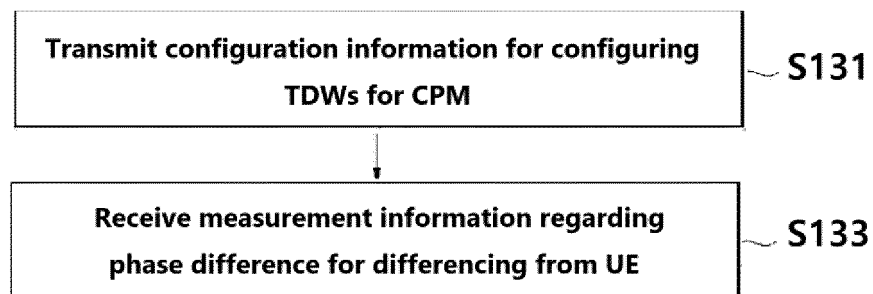 Transmit configuration information for configuring
TDWs for CPM
S131
Receive measurement information regarding
phase difference for differencing from UE
S133